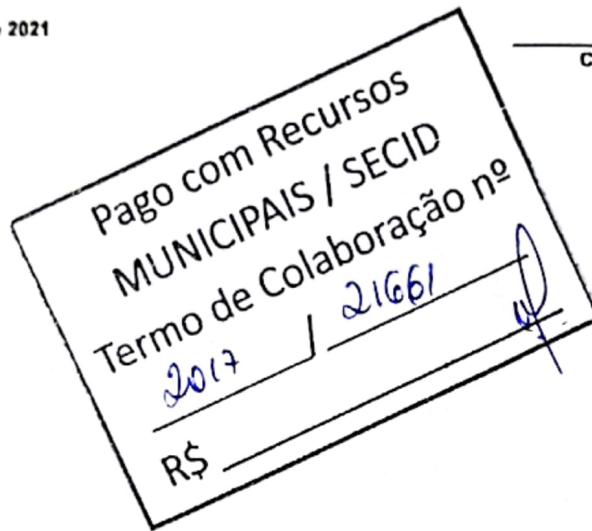 2021
Pago com Recursos
MUNICIPAIS / SECID
Termo de Colaboração nº
2017 / 21661
R$